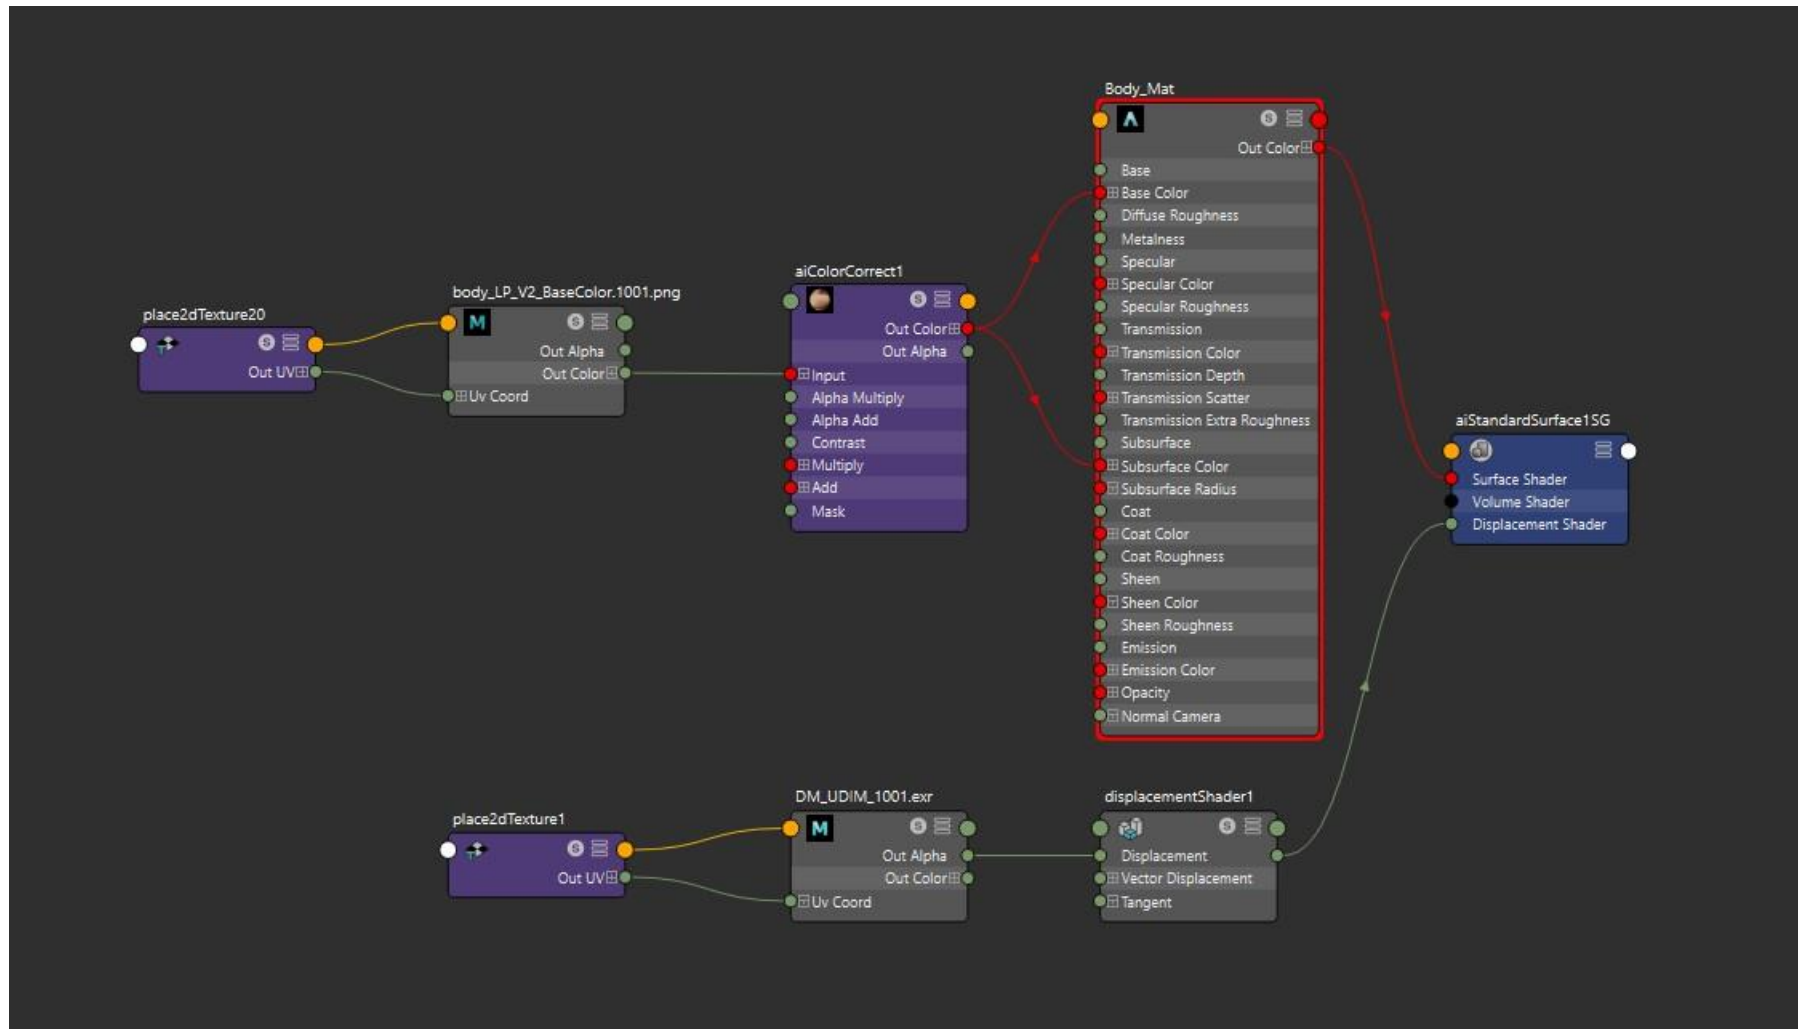 place2dTexture20
Out UV
body_LP_V2_BaseColor.1001.png
Out Alpha
Out Color
Uv Coord
aiColorCorrect1
Out Color
Out Alpha
Input
Alpha Multiply
Alpha Add
Contrast
Multiply
Add
Mask
Body_Mat
Out Color
Base
Base Color
Diffuse Roughness
Metalness
Specular
Specular Color
Specular Roughness
Transmission
Transmission Color
Transmission Depth
Transmission Scatter
Transmission Extra Roughness
Subsurface
Subsurface Color
Subsurface Radius
Coat
Coat Color
Coat Roughness
Sheen
Sheen Color
Sheen Roughness
Emission
Emission Color
Opacity
Normal Camera
aiStandardSurface1SG
Surface Shader
Volume Shader
Displacement Shader
place2dTexture1
Out UV
DM_UDIM_1001.exr
Out Alpha
Out Color
Uv Coord
displacementShader1
Displacement
Vector Displacement
Tangent